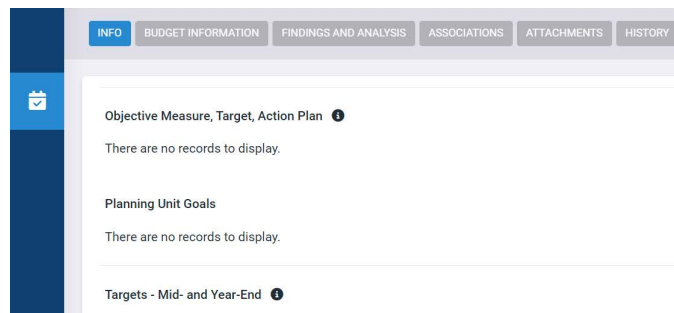 INFO
BUDGET INFORMATION
FINDINGS AND ANALYSIS
ASSOCIATIONS
ATTACHMENTS
HISTORY
Objective Measure, Target, Action Plan
There are no records to display.
Planning Unit Goals
There are no records to display.
Targets - Mid- and Year-End